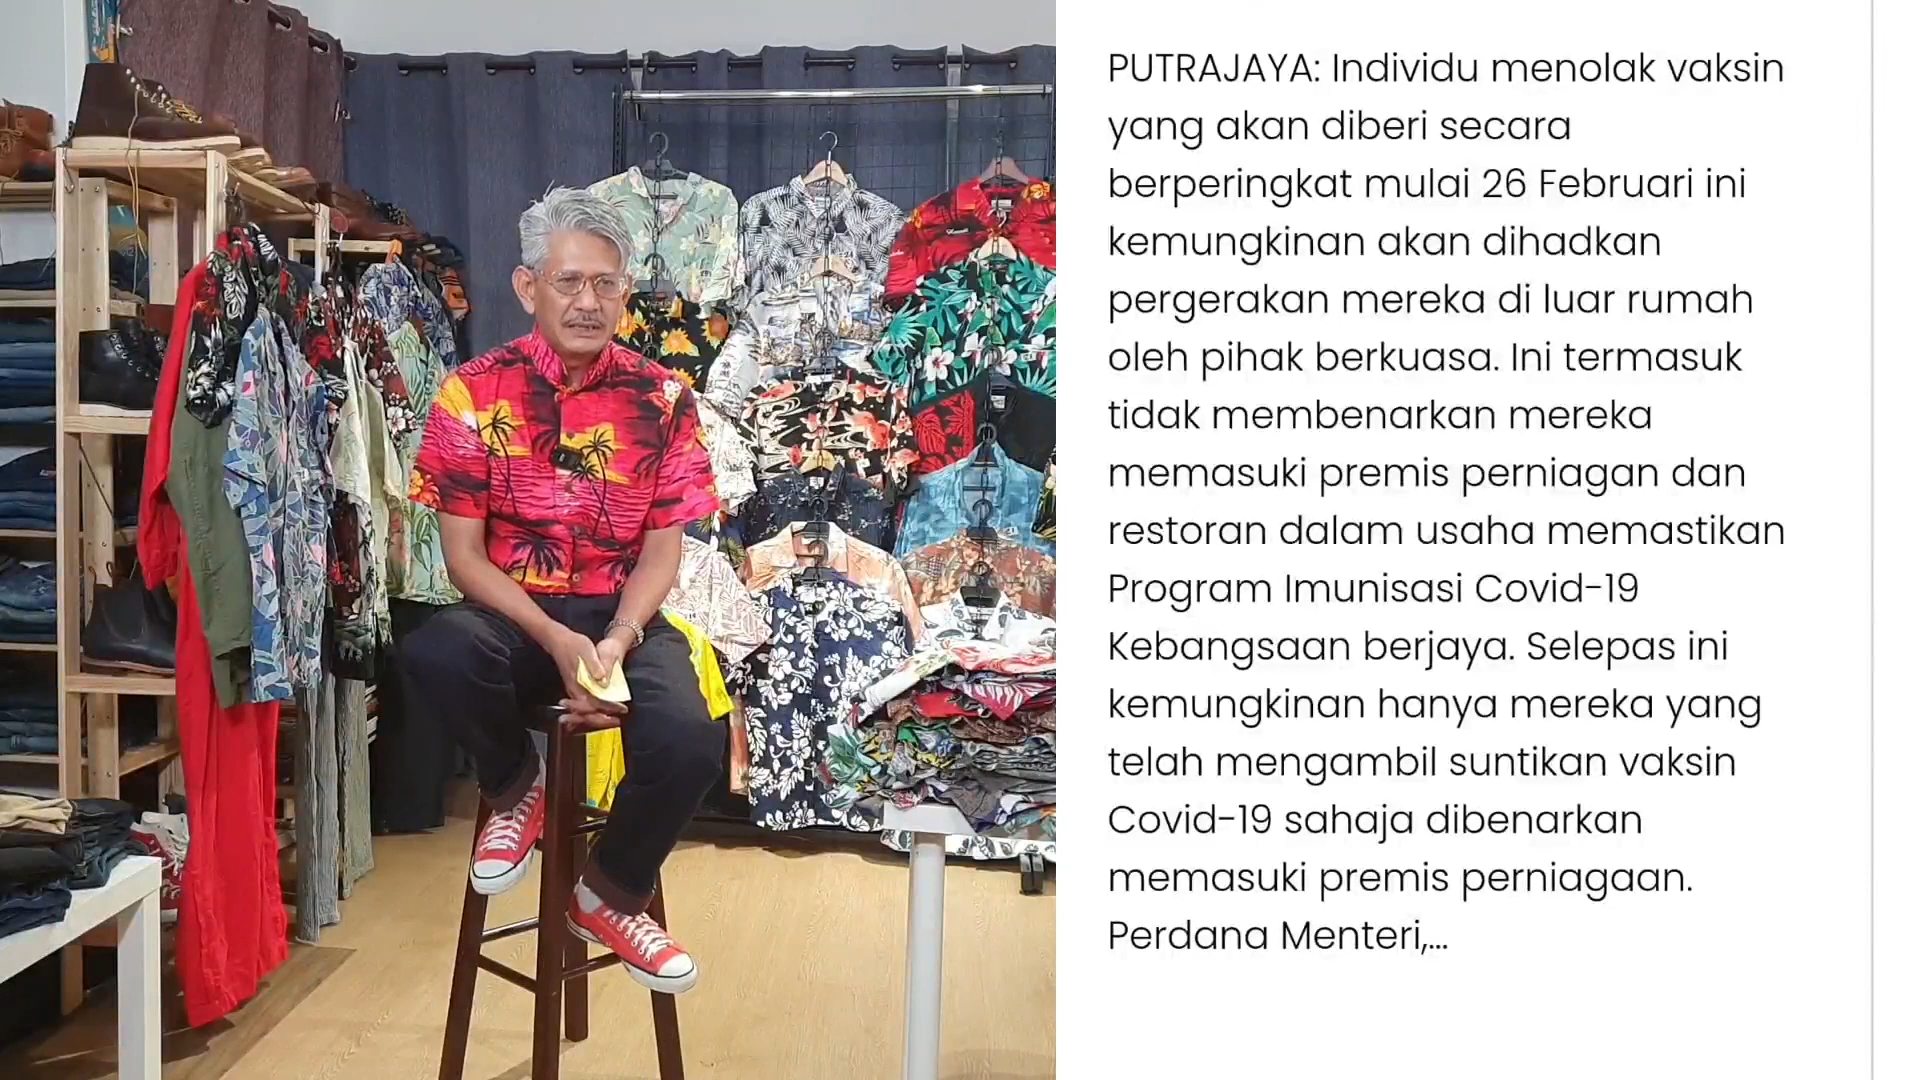 PUTRAJAYA: Individu menolak vaksin
yang akan diberi secara
berperingkat mulai 26 Februari ini
kemungkinan akan dihadkan
pergerakan mereka di luar rumah
oleh pihak berkuasa. Ini termasuk
tidak membenarkan mereka
memasuki premis perniagan dan
restoran dalam usaha memastikan
Program Imunisasi Covid-19
Kebangsaan berjaya. Selepas ini
kemungkinan hanya mereka yang
telah mengambil suntikan vaksin
Covid-19 sahaja dibenarkan
memasuki premis perniagaan.
Perdana Menteri,...